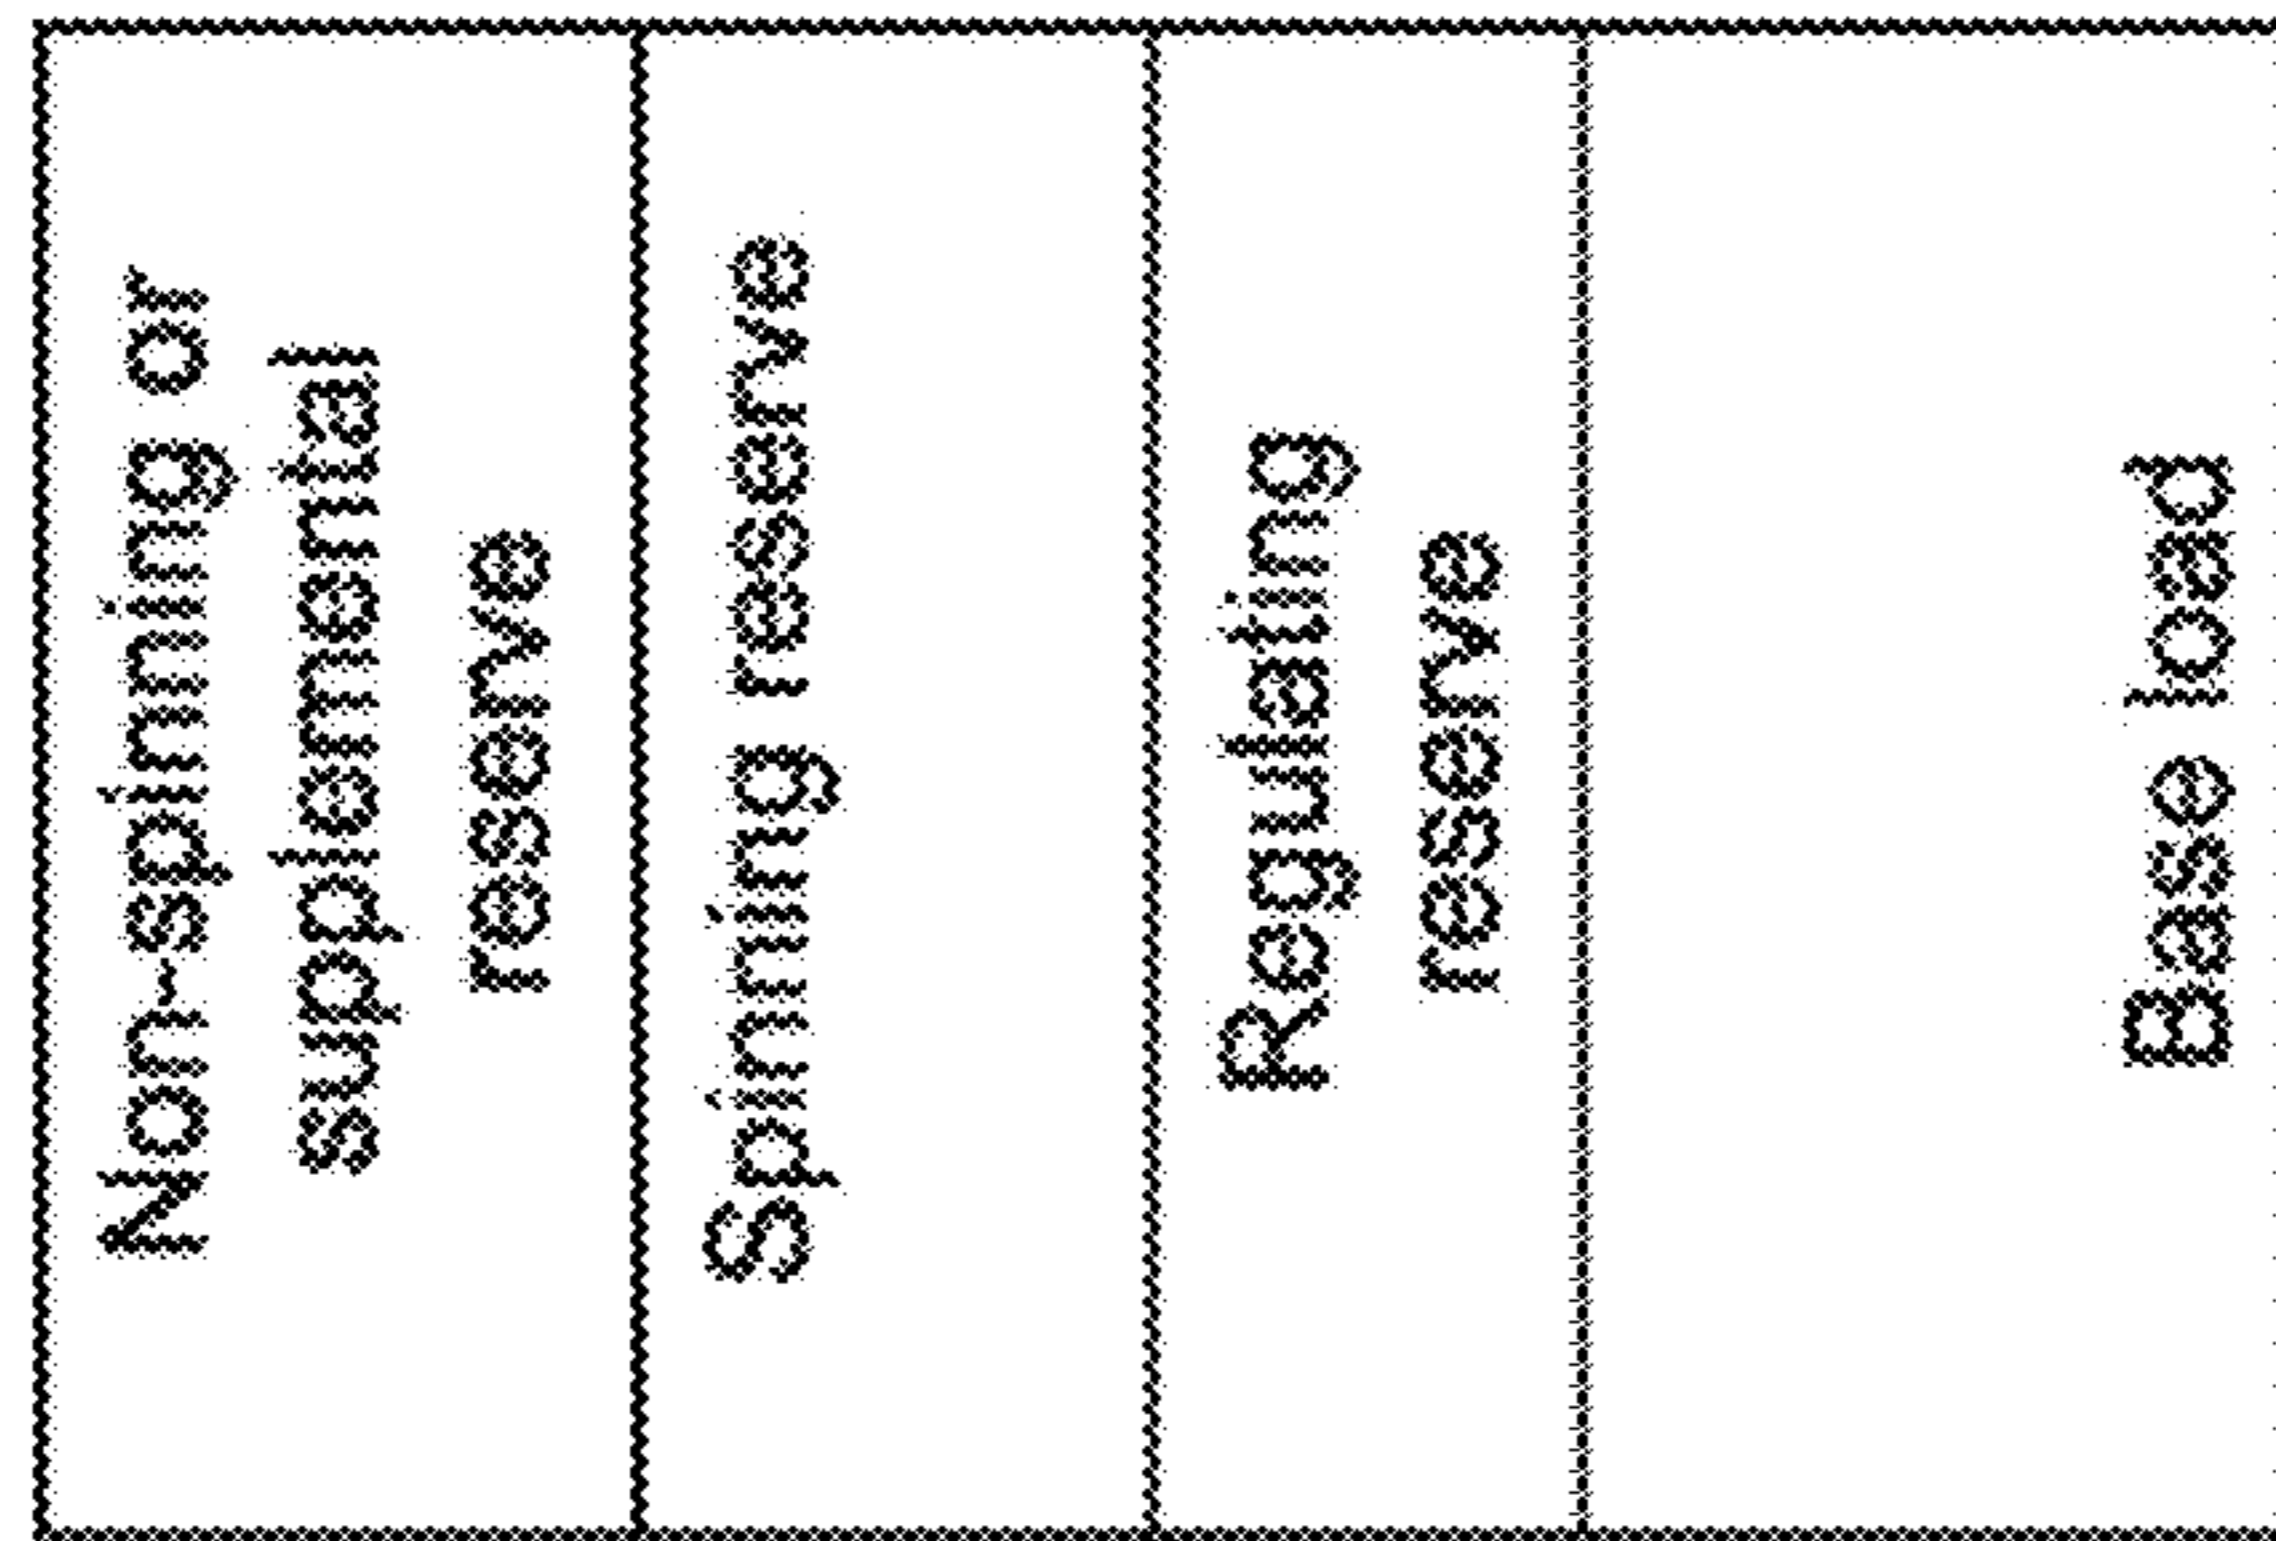 Non-spinning or
supplemental
reserve
Spinning reserve
Regulating
reserve
Base load